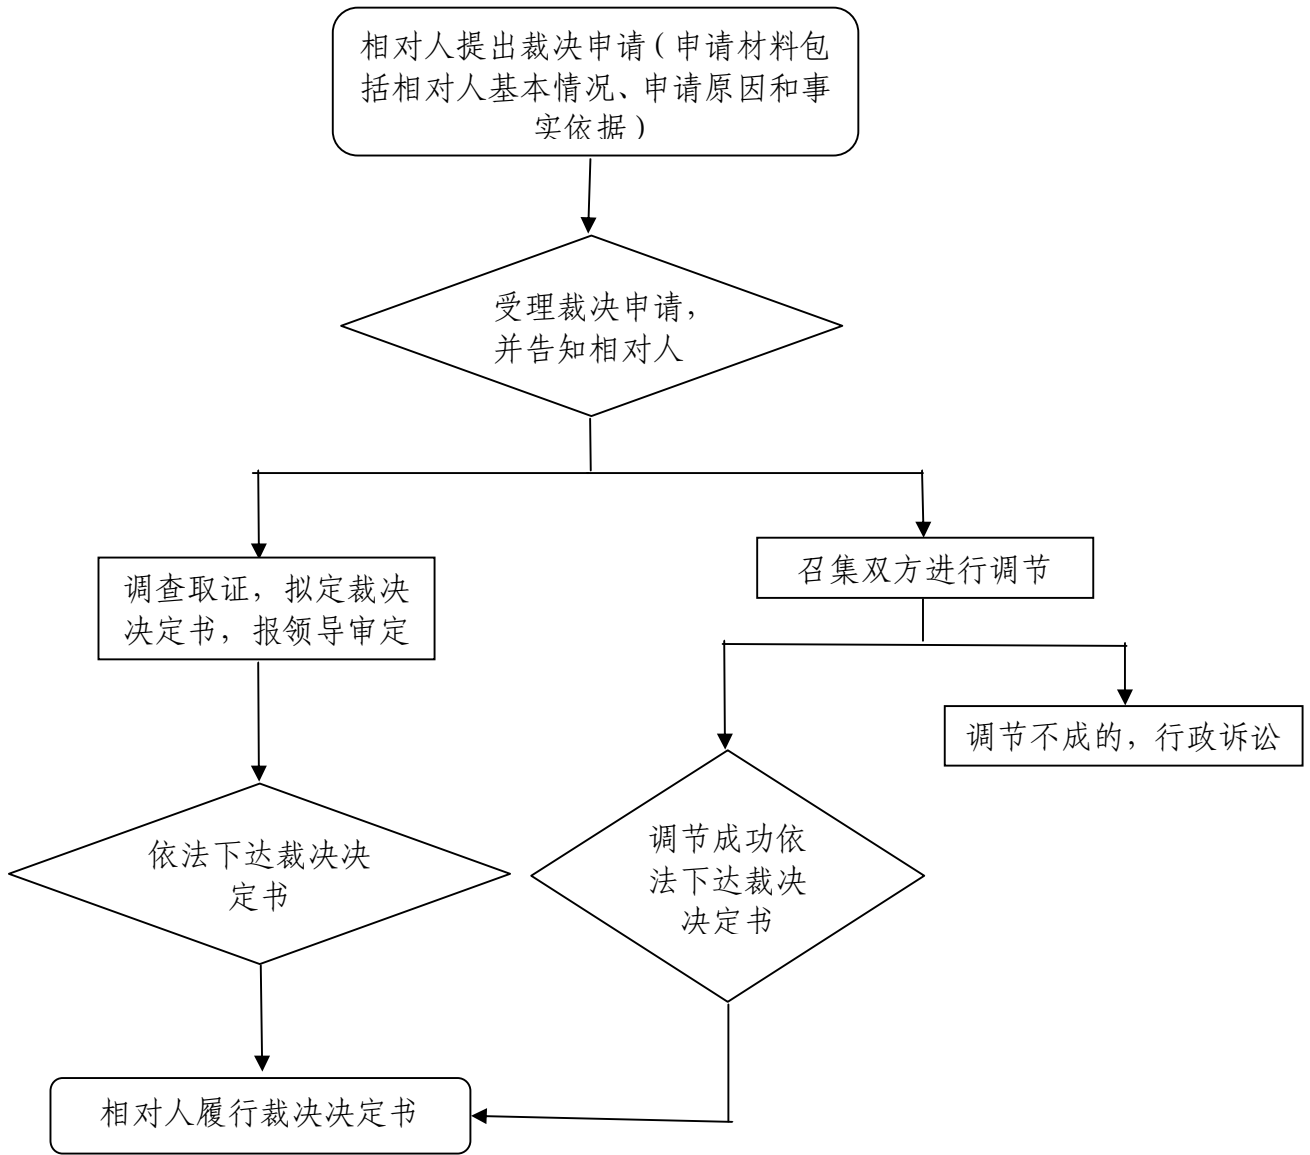 相对人提出裁决申请（申请材料包
括相对人基本情况、申请原因和事
实依据）
受理裁决申请，
并告知相对人
调查取证，拟定裁决
决定书，报领导审定
召集双方进行调节
调节不成的，行政诉讼
依法下达裁决决
定书
调节成功依
法下达裁决
决定书
相对人履行裁决决定书